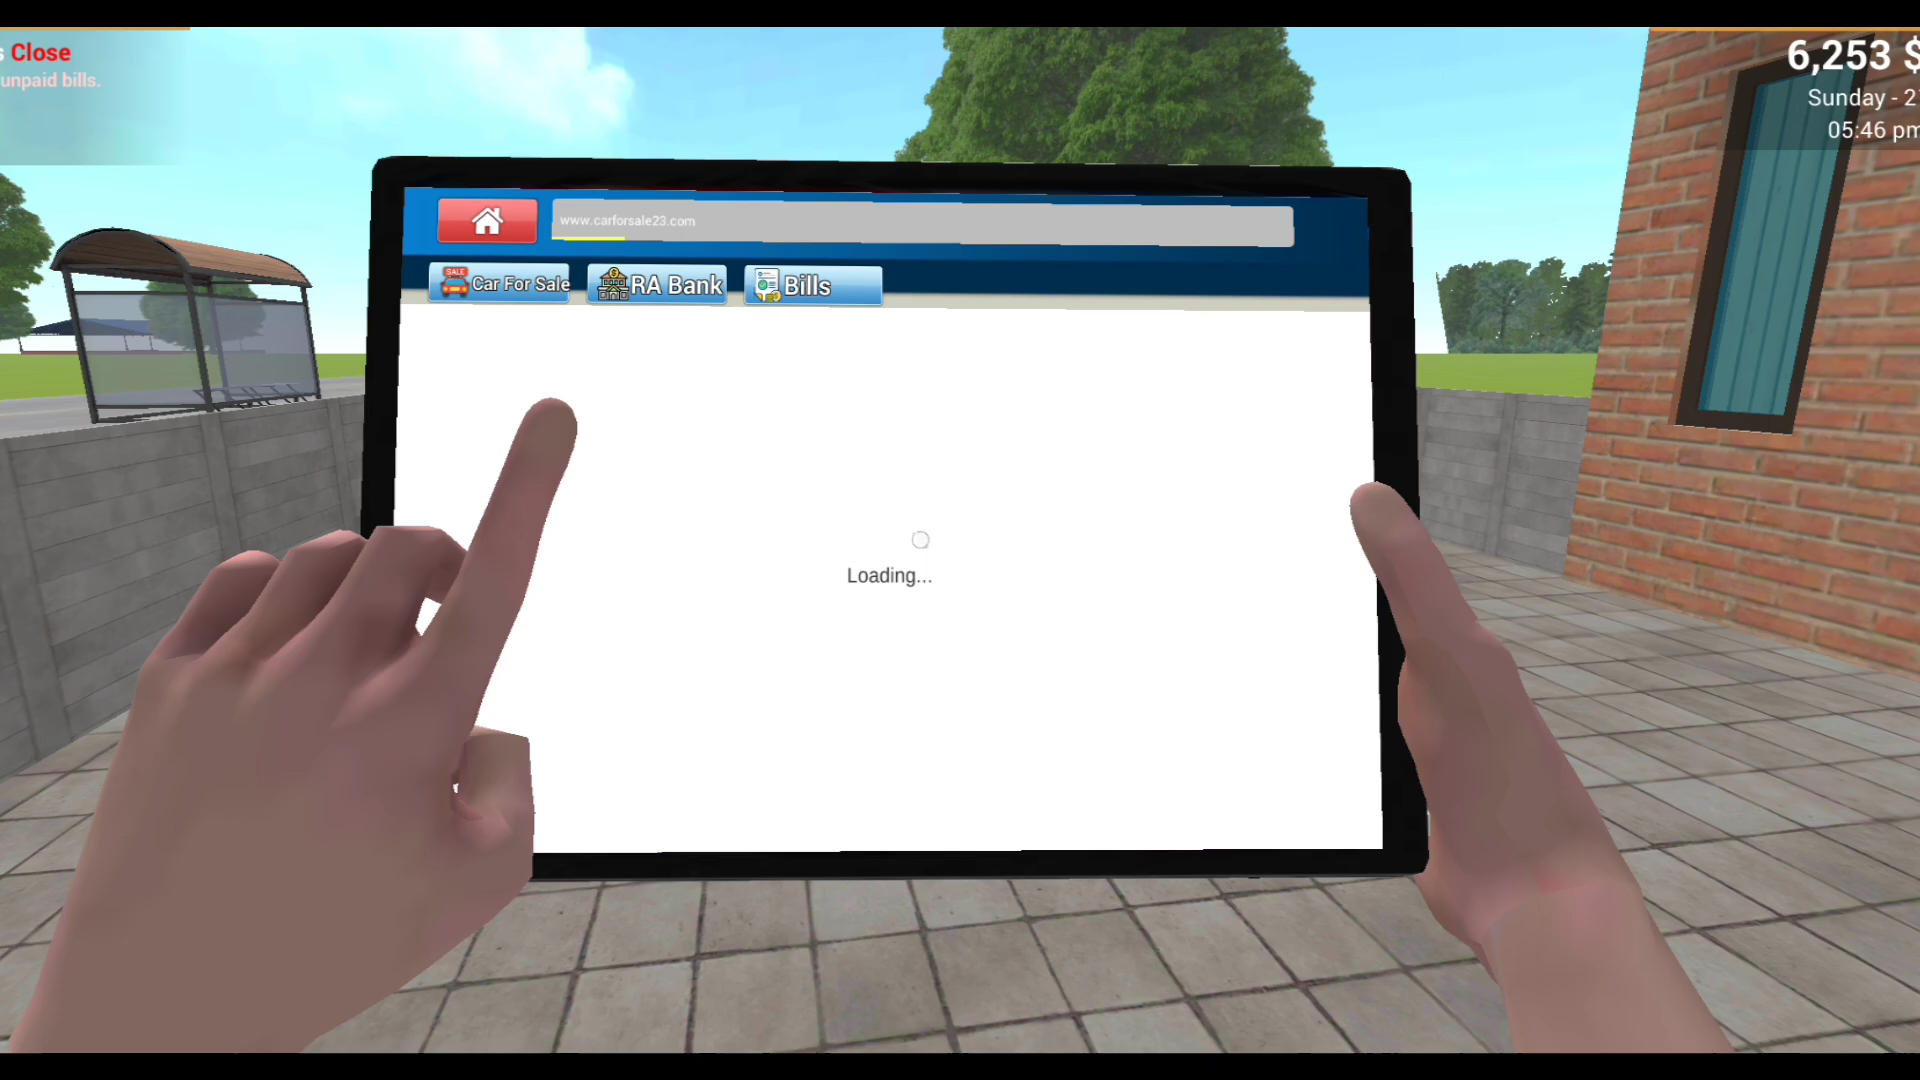 s Close
unpaid bills.
6,253 $
Sunday - 2
05:46 pm
www.carforsale23.com
SALE
Car For Sale
RA Bank
Bills
Loading...